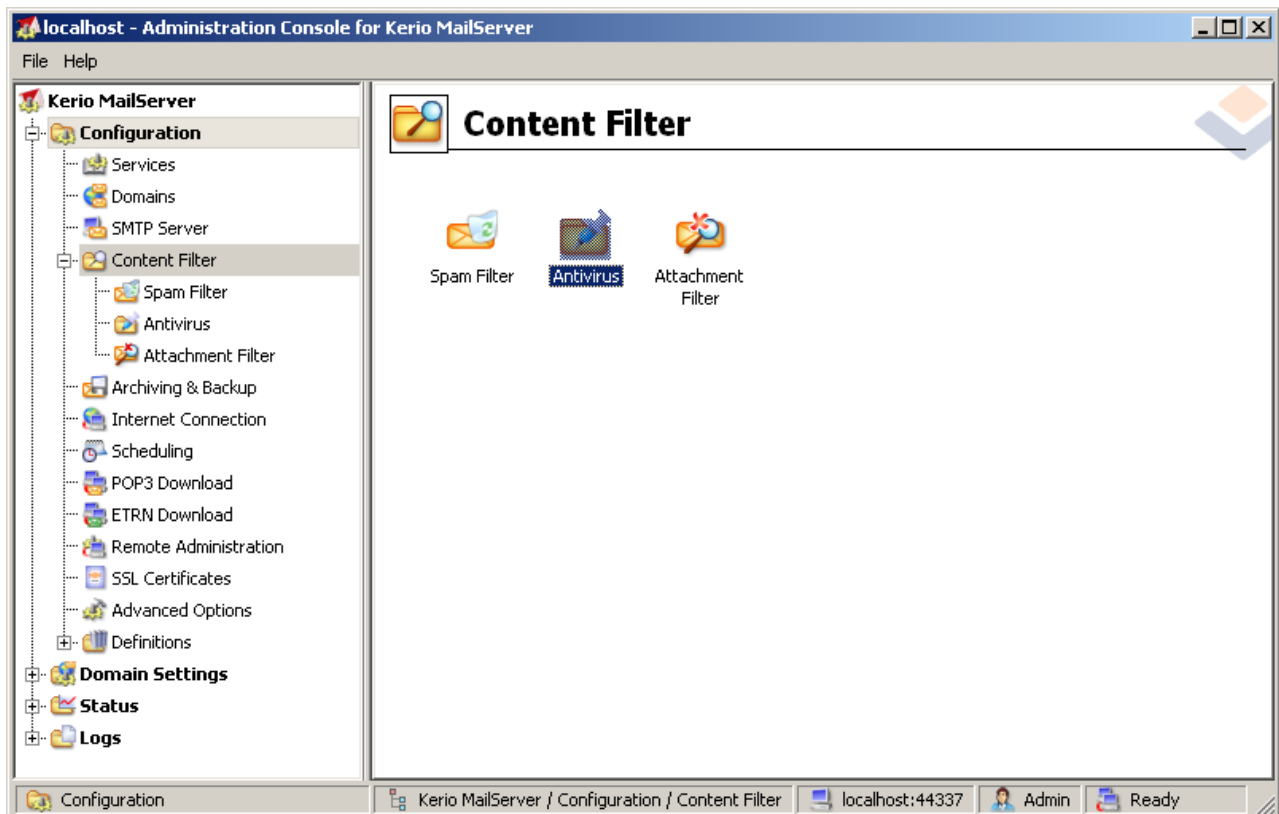 localhost - Administration Console for Kerio MailServer
File Help
Kerio MailServer
Configuration
Services
Domains
SMTP Server
Content Filter
Spam Filter
Antivirus
Attachment Filter
Archiving & Backup
Internet Connection
Scheduling
POP3 Download
ETRN Download
Remote Administration
SSL Certificates
Advanced Options
Definitions
Domain Settings
Status
Logs
Content Filter
Spam Filter Antivirus Attachment
Filter
Configuration Kerio MailServer / Configuration / Content Filter localhost:44337 Admin Ready